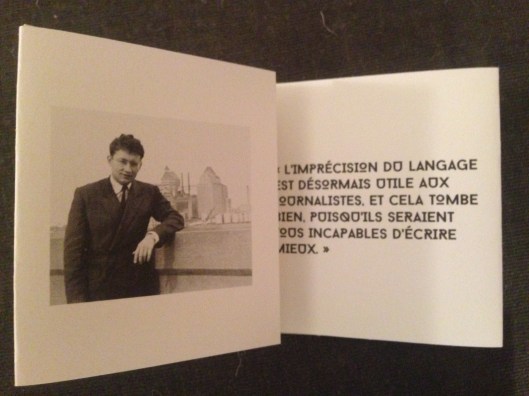 « L'IMPRÉCISION DU LANGAGE
EST DÉSORMAIS UTILE AUX
OURNALISTES, ET CELA TOMBE
BIEN, PUISQU'ILS SERAIENT
OUS INCAPABLES D'ÉCRIRE
MIEUX. »